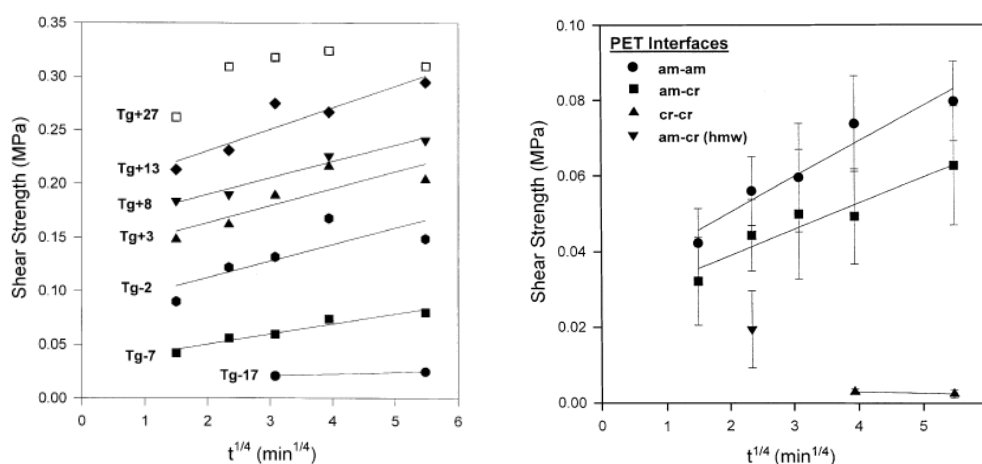 0.35
0.30
0.25
0.20
0.15
0.10
0.05
0.00
Shear Strength (MPa)
Tg+27
Tg+13
Tg+8
Tg+3
Tg-2
Tg-7
Tg-17
0 1 2 3 4 5 6
t1/4 (min1/4)
0.10
0.08
0.06
0.04
0.02
0.00
Shear Strength (MPa)
PET Interfaces
am-am
am-cr
cr-cr
am-cr (hmw)
0 1 2 3 4 5
t1/4 (min1/4)